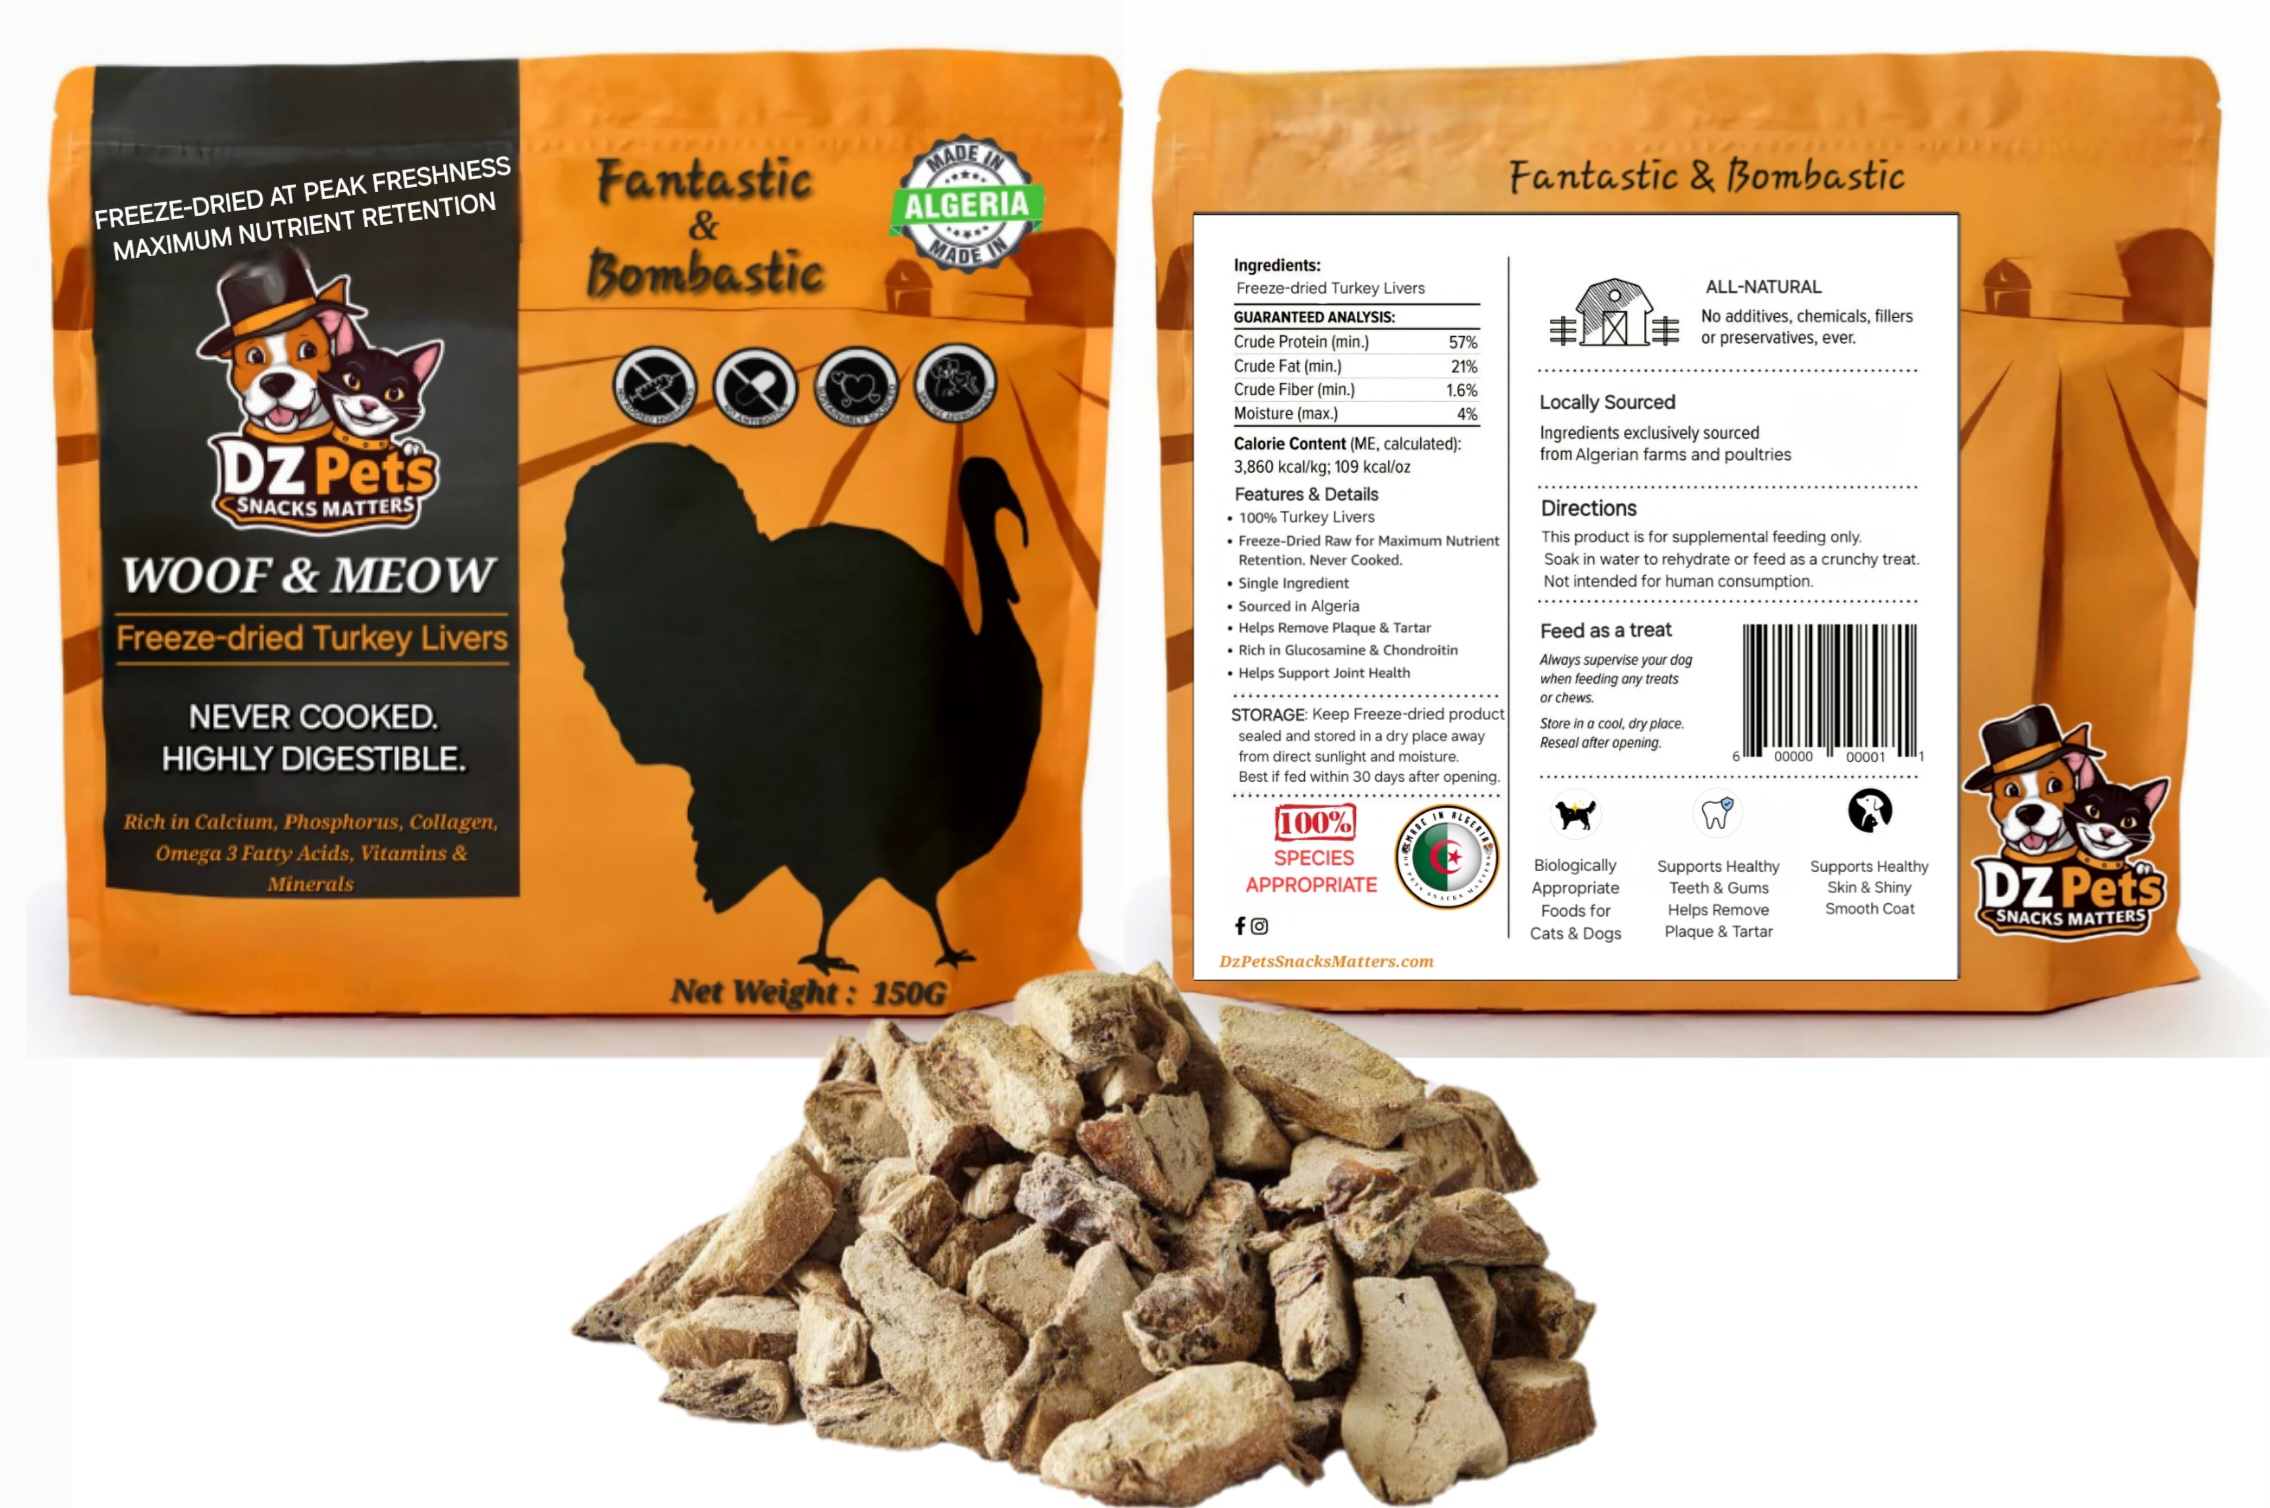 FREEZE-DRIED AT PEAK FRESHNESS
MAXIMUM NUTRIENT RETENTION
DZ Pets
SNACKS MATTERS
WOOF & MEOW
Freeze-dried Turkey Livers
NEVER COOKED.
HIGHLY DIGESTIBLE.
Rich in Calcium, Phosphorus, Collagen,
Omega 3 Fatty Acids, Vitamins &
Minerals
Fantastic
&
Bombastic
MADE IN
ALGERIA
MADE IN
Net Weight : 150G
Fantastic & Bombastic
Ingredients:
Freeze-dried Turkey Livers
GUARANTEED ANALYSIS:
Crude Protein (min.) 57%
Crude Fat (min.) 21%
Crude Fiber (min.) 1.6%
Moisture (max.) 4%
Calorie Content (ME, calculated):
3,860 kcal/kg; 109 kcal/oz
Features & Details
• 100% Turkey Livers
• Freeze-Dried Raw for Maximum Nutrient
Retention. Never Cooked.
• Single Ingredient
• Sourced in Algeria
• Helps Remove Plaque & Tartar
• Rich in Glucosamine & Chondroitin
• Helps Support Joint Health
STORAGE: Keep Freeze-dried product
sealed and stored in a dry place away
from direct sunlight and moisture.
Best if fed within 30 days after opening.
100%
SPECIES
APPROPRIATE
MADE IN ALGERIA
PETS SNACKS MATTERS
DzPetsSnacksMatters.com
ALL-NATURAL
No additives, chemicals, fillers
or preservatives, ever.
Locally Sourced
Ingredients exclusively sourced
from Algerian farms and poultries
Directions
This product is for supplemental feeding only.
Soak in water to rehydrate or feed as a crunchy treat.
Not intended for human consumption.
Feed as a treat
Always supervise your dog
when feeding any treats
or chews.
Store in a cool, dry place.
Reseal after opening.
6 00000 00001 1
Biologically
Appropriate
Foods for
Cats & Dogs
Supports Healthy
Teeth & Gums
Helps Remove
Plaque & Tartar
Supports Healthy
Skin & Shiny
Smooth Coat
DZ Pets
SNACKS MATTERS